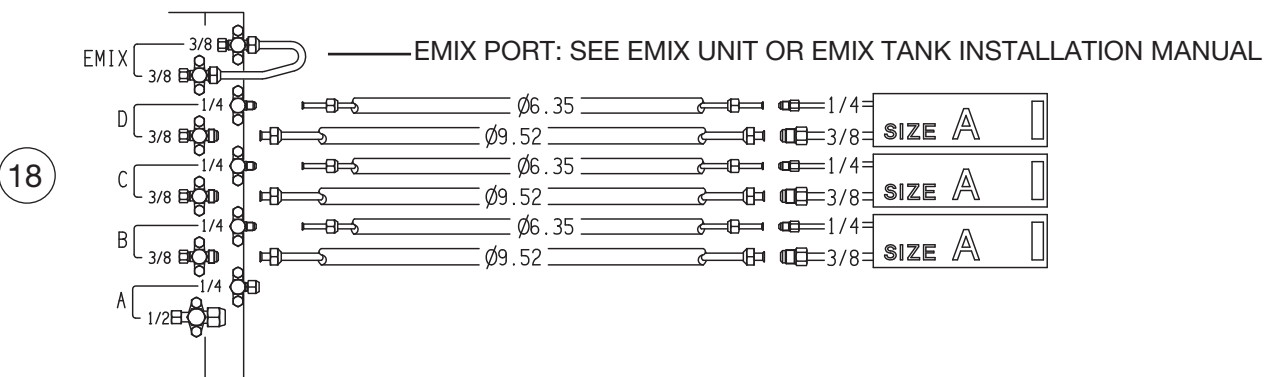 EMIX
3/8
3/8
EMIX PORT: SEE EMIX UNIT OR EMIX TANK INSTALLATION MANUAL
D
1/4
3/8
Ø6.35
1/4
Ø9.52
3/8
SIZE A
18
C
1/4
3/8
Ø6.35
1/4
Ø9.52
3/8
SIZE A
B
1/4
3/8
Ø6.35
1/4
Ø9.52
3/8
SIZE A
A
1/4
1/2